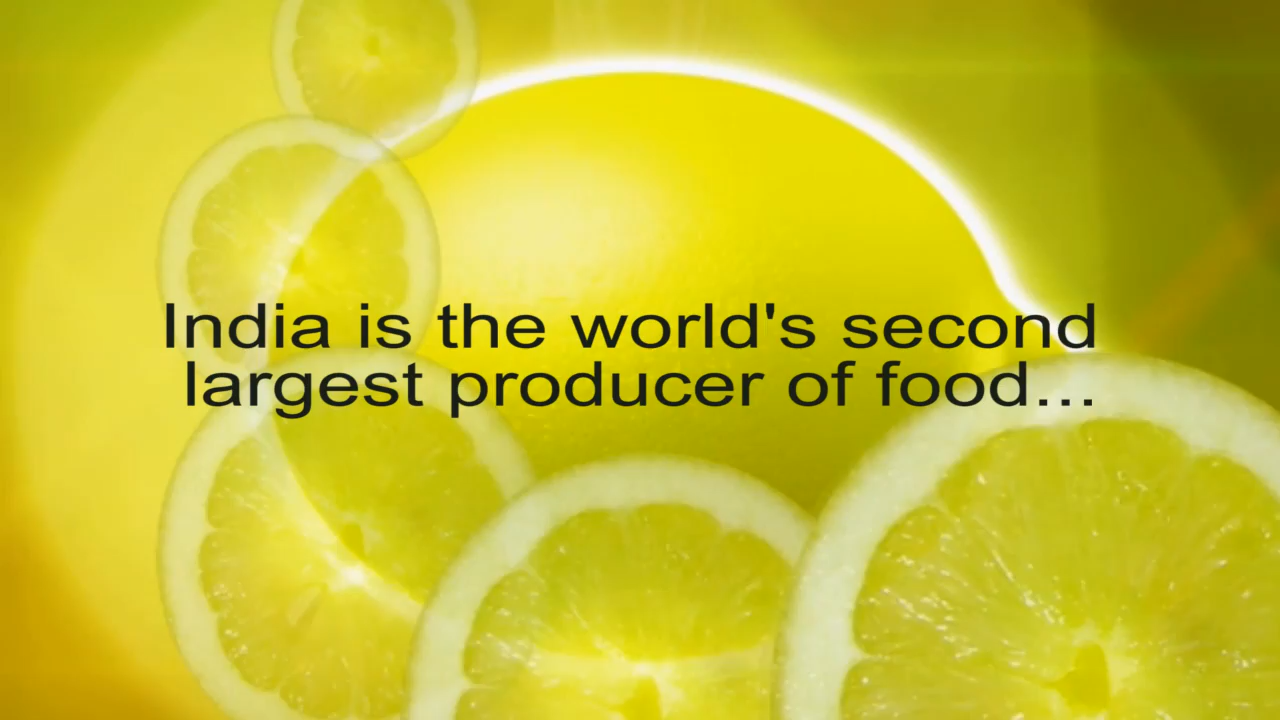 India is the world's second
largest producer of food...